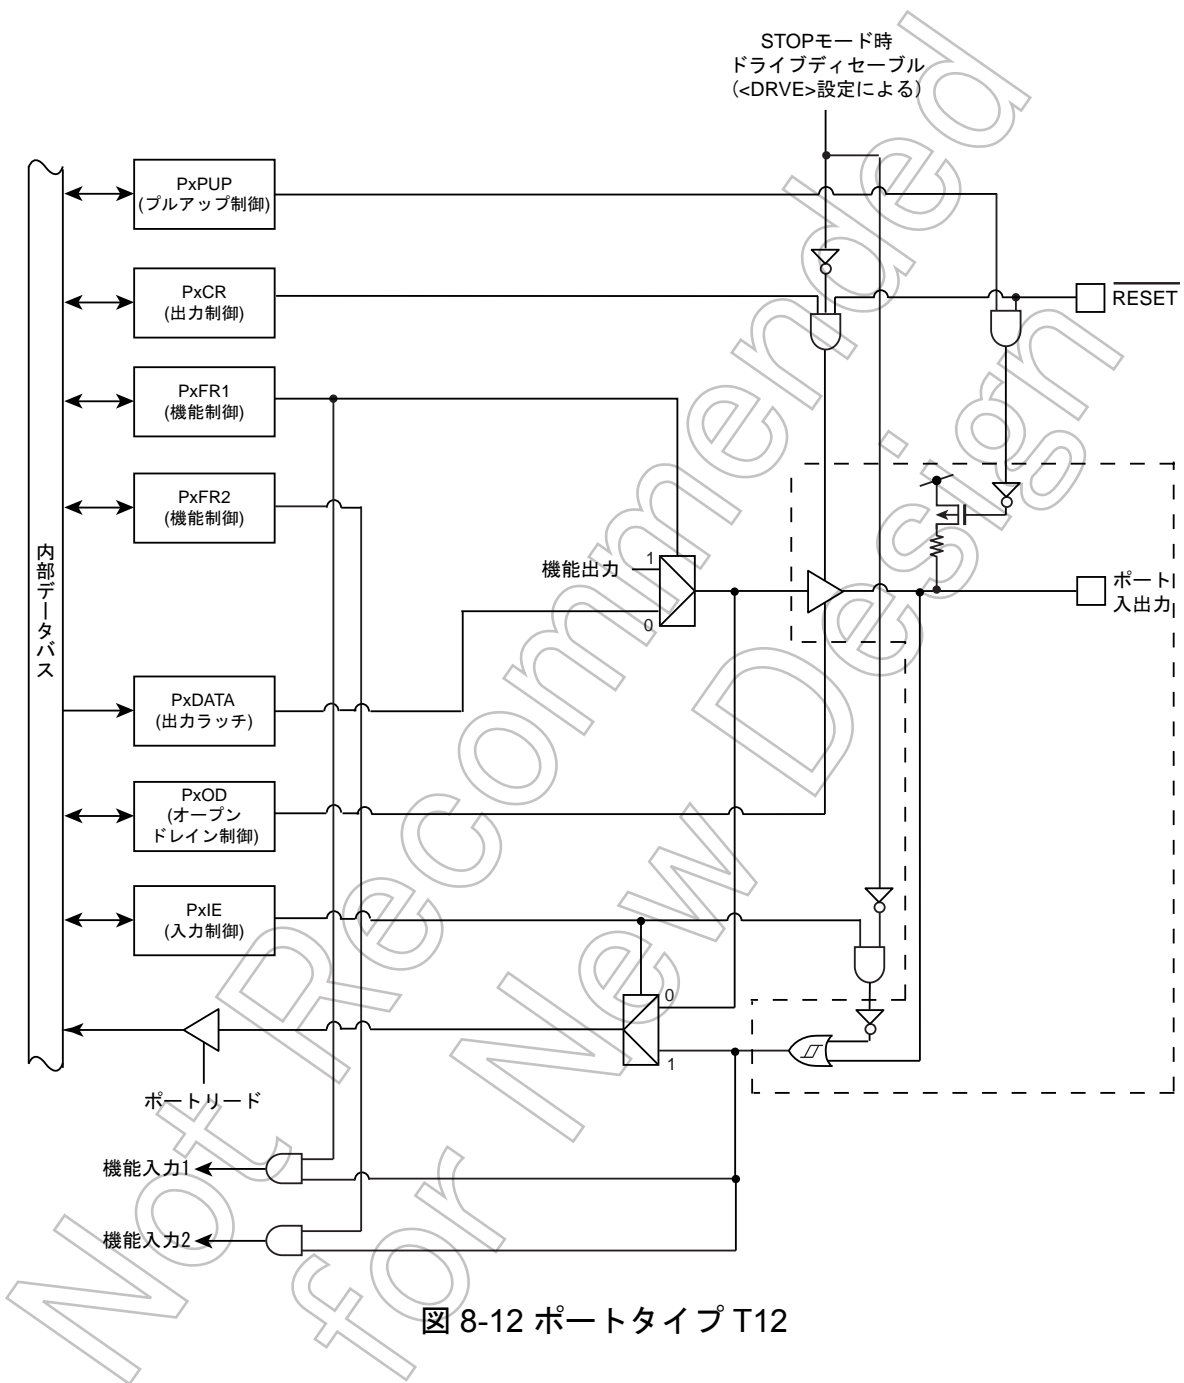 STOPモード時
ドライブディセーブル
(<DRVE>設定による)
PxPUP
(プルアップ制御)
PxCR
(出力制御)
RESET
PxFR1
(機能制御)
PxFR2
(機能制御)
内部データバス
機能出力
1
0
ポート
入出力
PxDATA
(出力ラッチ)
PxOD
(オープン
ドレイン制御)
PxIE
(入力制御)
0
1
ポートリード
機能入力1
機能入力2
図 8-12 ポートタイプ T12
Not Recommended
for New Design